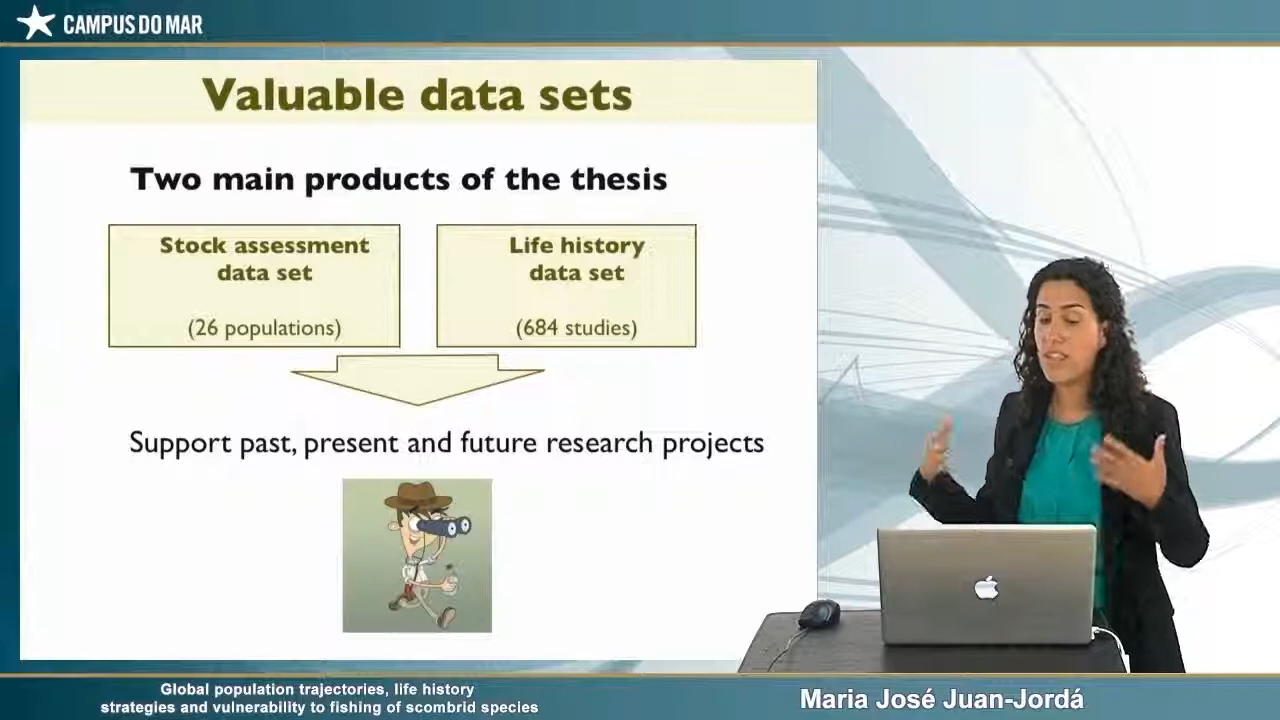 CAMPUS DO MAR
Valuable data sets
Two main products of the thesis
Stock assessment
data set
(26 populations)
Life history
data set
(684 studies)
Support past, present and future research projects
Global population trajectories, life history
strategies and vulnerability to fishing of scombrid species
Maria José Juan-Jordá